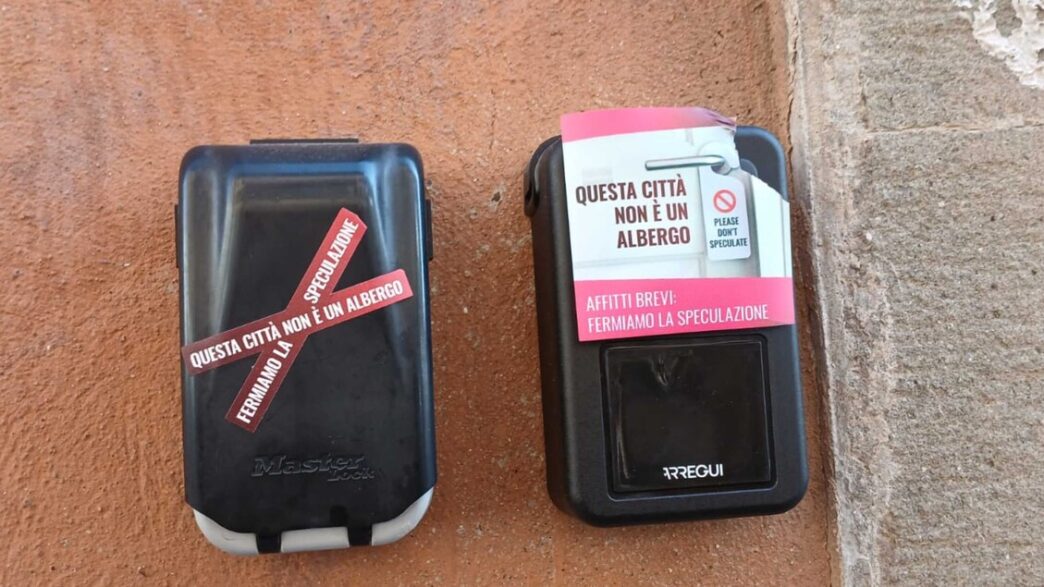 QUESTA CITTÀ NON È UN ALBERGO
FERMIAMO LA SPECULAZIONE
Master
Lock
QUESTA CITTÀ
NON È UN
ALBERGO
PLEASE
DON'T
SPECULATE
AFFITTI BREVI:
FERMIAMO LA SPECULAZIONE
ARREGUI